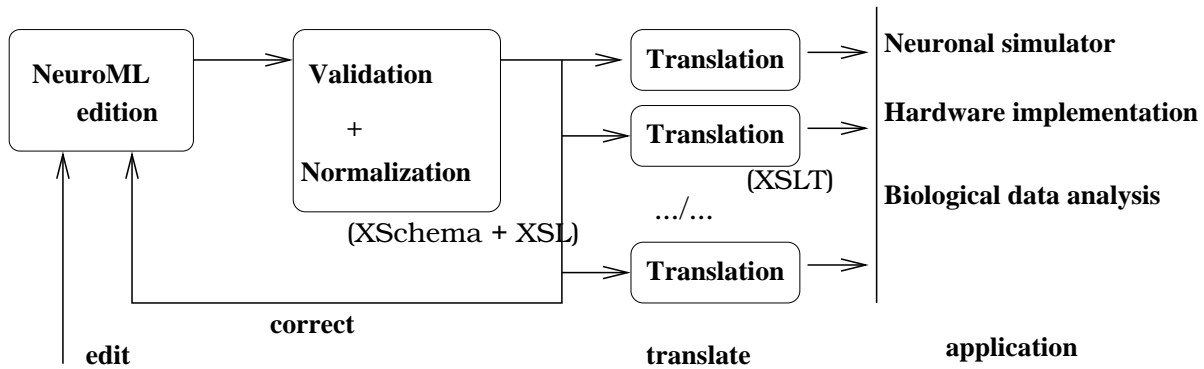 NeuroML
edition
Validation
+
Normalization
(XSchema + XSL)
Translation
Translation
(XSLT)
.../...
Translation
Neuronal simulator
Hardware implementation
Biological data analysis
correct
edit
translate
application